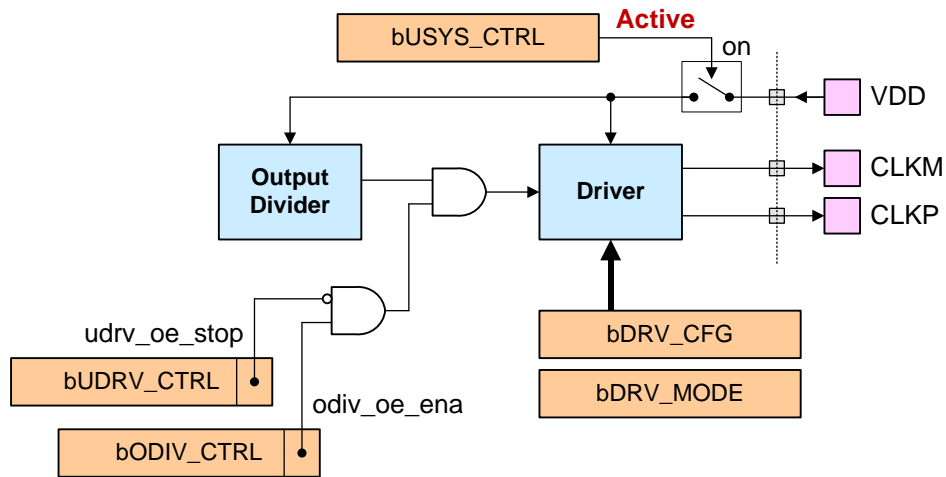 Active
bUSYS_CTRL
on
VDD
Output
Divider
Driver
CLKM
CLKP
udrv_oe_stop
bUDRV_CTRL
odiv_oe_ena
bODIV_CTRL
bDRV_CFG
bDRV_MODE